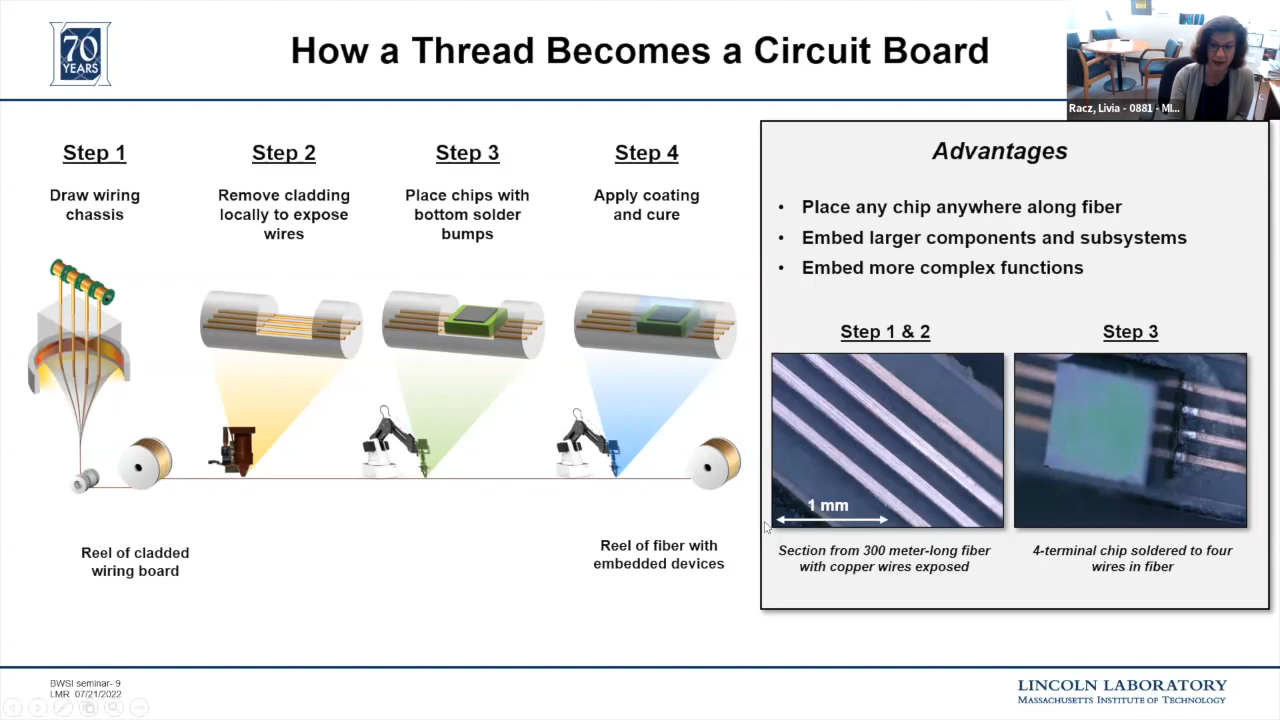 70
YEARS
How a Thread Becomes a Circuit Board
Racz, Livia - 0881 - MI...
Step 1
Draw wiring
chassis
Step 2
Remove cladding
locally to expose
wires
Step 3
Place chips with
bottom solder
bumps
Step 4
Apply coating
and cure
Reel of cladded
wiring board
Reel of fiber with
embedded devices
Advantages
• Place any chip anywhere along fiber
• Embed larger components and subsystems
• Embed more complex functions
Step 1 & 2
1 mm
Section from 300 meter-long fiber
with copper wires exposed
Step 3
4-terminal chip soldered to four
wires in fiber
BWSI seminar- 9
LMR 07/21/2022
LINCOLN LABORATORY
MASSACHUSETTS INSTITUTE OF TECHNOLOGY